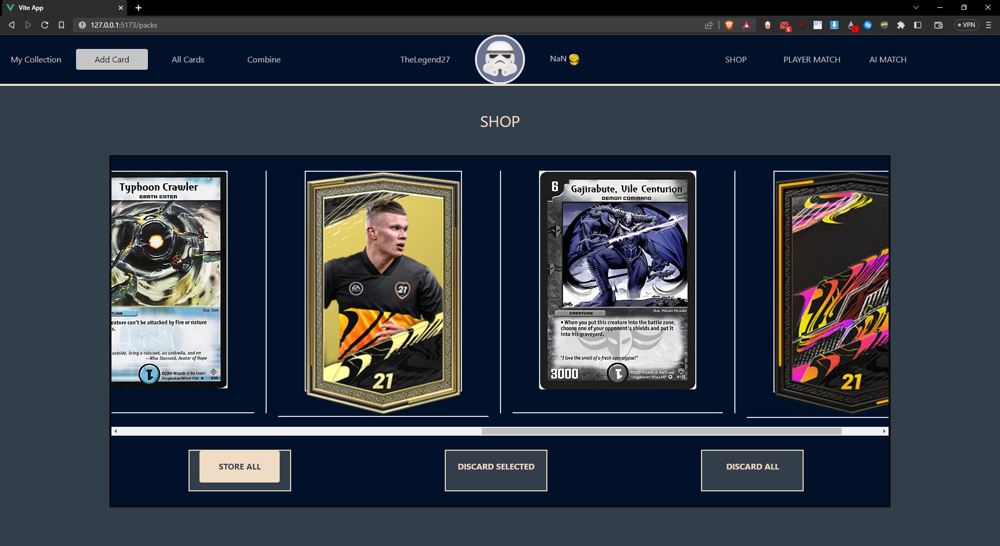 Vite App
127.0.0.1:5173/packs
5
VPN
My Collection
Add Card
All Cards
Combine
TheLegend27
NaN
SHOP
PLAYER MATCH
AI MATCH
SHOP
Typhoon Crawler
EARTH EATER
Illus. Seki
TURE
eature can't be attacked by fire or nature
s.
outside, bring a raincoat, an umbrella, and an
—Wise Starnoid, Avatar of Hope
1
©2006 Wizards of the Coast/
Shogakukan/Mitsui-Kids ★ 8/55
EA
21
21
6
Gajirabute, Vile Centurion
DEMON COMMAND
Illus. Masaki Hirooka
CREATURE
▪ When you put this creature into the battle zone,
choose one of your opponent's shields and put it
into his graveyard.
"I love the smell of a fresh apocalypse!"
3000
1
©2002 Wizards of the Coast/
4/110
21
STORE ALL
DISCARD SELECTED
DISCARD ALL